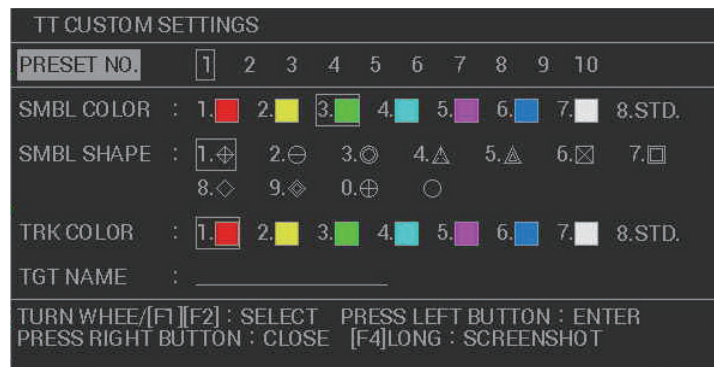 TT CUSTOM SETTINGS
PRESET NO. 1 2 3 4 5 6 7 8 9 10
SMBL COLOR : 1. 2. 3. 4. 5. 6. 7. 8.STD.
SMBL SHAPE : 1. 2. 3. 4. 5. 6. 7.
8. 9. 0.
TRK COLOR : 1. 2. 3. 4. 5. 6. 7. 8.STD.
TGT NAME :
TURN WHEE/[F1][F2] : SELECT PRESS LEFT BUTTON : ENTER
PRESS RIGHT BUTTON : CLOSE [F4]LONG : SCREENSHOT